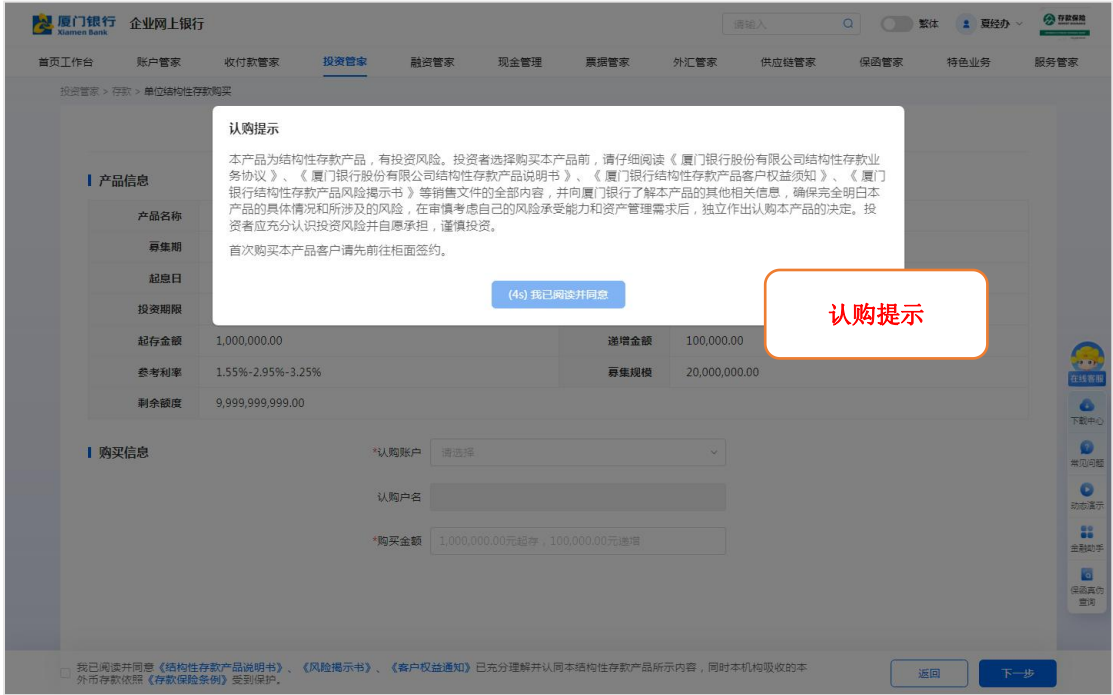 厦门银行 企业网上银行 请输入 繁体 夏经办 存款保险
Xiamen Bank
首页工作台 账户管家 收付款管家 投资管家 融资管家 现金管理 票据管家 外汇管家 供应链管家 保函管家 特色业务 服务管家
投资管家 > 存款 > 单位结构性存款购买
认购提示
本产品为结构性存款产品，有投资风险。投资者选择购买本产品前，请仔细阅读《 厦门银行股份有限公司结构性存款业
务协议 》、《 厦门银行股份有限公司结构性存款产品说明书 》、《 厦门银行结构性存款产品客户权益须知 》、《 厦门
银行结构性存款产品风险揭示书 》等销售文件的全部内容，并向厦门银行了解本产品的其他相关信息，确保完全明白本
产品的具体情况和所涉及的风险，在审慎考虑自己的风险承受能力和资产管理需求后，独立作出认购本产品的决定。投
资者应充分认识投资风险并自愿承担，谨慎投资。
首次购买本产品客户请先前往柜面签约。
(4s) 我已阅读并同意
认购提示
产品信息
产品名称
募集期
起息日
投资期限
起存金额 1,000,000.00 递增金额 100,000.00
参考利率 1.55%-2.95%-3.25% 募集规模 20,000,000.00
剩余额度 9,999,999,999.00
购买信息 *认购账户 请选择
认购户名
*购买金额 1,000,000.00元起存，100,000.00元递增
在线客服
下载中心
常见问题
动态演示
金融助手
保函真伪
查询
我已阅读并同意《结构性存款产品说明书》、《风险揭示书》、《客户权益通知》已充分理解并认同本结构性存款产品所示内容，同时本机构吸收的本
外币存款依照《存款保险条例》受到保护。
返回 下一步